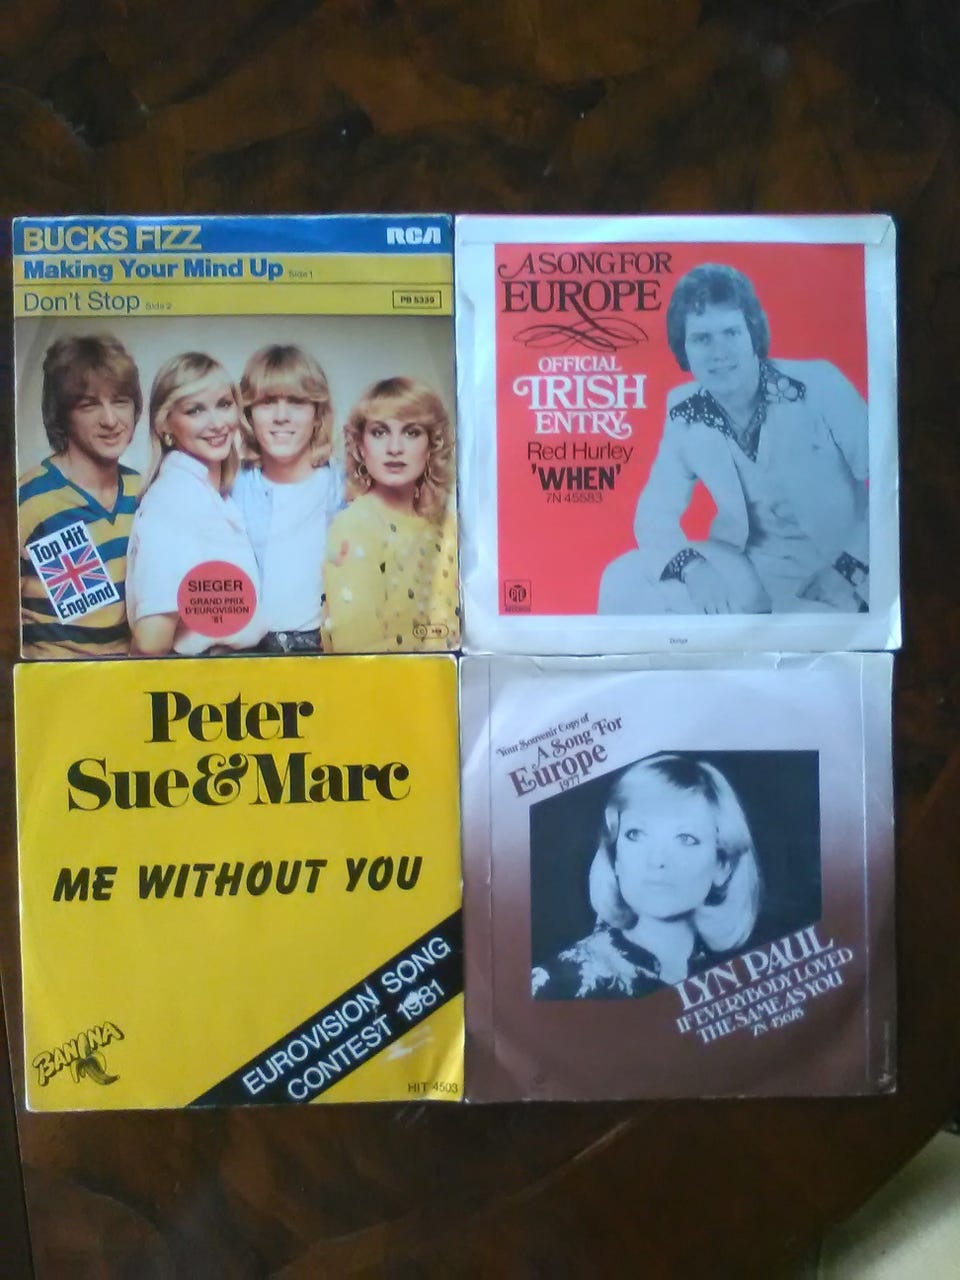 BUCKS FIZZ
RCA
Making Your Mind Up Side 1
Don't Stop Side 2
PB 5339
Top Hit
England
SIEGER
GRAND PRIX
D'EUROVISION
'81
A SONG FOR
EUROPE
OFFICIAL
IRISH
ENTRY
Red Hurley
'WHEN'
7N 45583
PYE
RECORDS
Peter
Sue & Marc
ME WITHOUT YOU
EUROVISION SONG
CONTEST 1981
BANANA
HIT 4503
Your Souvenir Copy of
A Song For
Europe
1977
LYN PAUL
IF EVERYBODY LOVED
THE SAME AS YOU